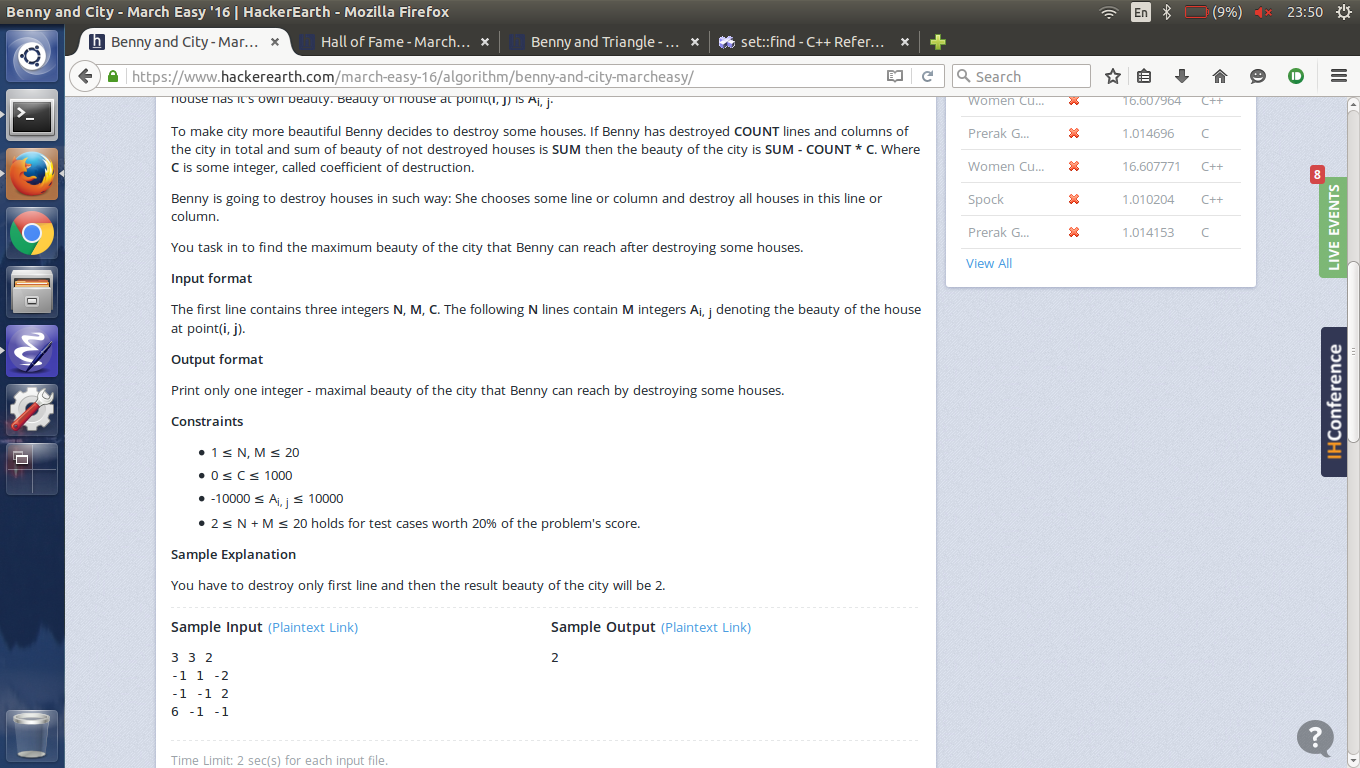 Benny and City - March Easy '16 | HackerEarth - Mozilla Firefox
En (9%) 23:50
Benny and City - Mar... Hall of Fame - March... Benny and Triangle - ... set::find - C++ Refer...
https://www.hackerearth.com/march-easy-16/algorithm/benny-and-city-marcheasy/ Search
house has it's own beauty. Beauty of house at point(i, j) is Ai, j.
To make city more beautiful Benny decides to destroy some houses. If Benny has destroyed COUNT lines and columns of
the city in total and sum of beauty of not destroyed houses is SUM then the beauty of the city is SUM - COUNT * C. Where
C is some integer, called coefficient of destruction.
Benny is going to destroy houses in such way: She chooses some line or column and destroy all houses in this line or
column.
You task in to find the maximum beauty of the city that Benny can reach after destroying some houses.
Input format
The first line contains three integers N, M, C. The following N lines contain M integers Ai, j denoting the beauty of the house
at point(i, j).
Output format
Print only one integer - maximal beauty of the city that Benny can reach by destroying some houses.
Constraints
• 1 ≤ N, M ≤ 20
• 0 ≤ C ≤ 1000
• -10000 ≤ Ai, j ≤ 10000
• 2 ≤ N + M ≤ 20 holds for test cases worth 20% of the problem's score.
Sample Explanation
You have to destroy only first line and then the result beauty of the city will be 2.
Sample Input (Plaintext Link)
3 3 2
-1 1 -2
-1 -1 2
6 -1 -1
Sample Output (Plaintext Link)
2
Time Limit: 2 sec(s) for each input file.
Women Cu... 16.607964 C++
Prerak G... 1.014696 C
Women Cu... 16.607771 C++
Spock 1.010204 C++
Prerak G... 1.014153 C
View All
8
LIVE EVENTS
IHConference
?